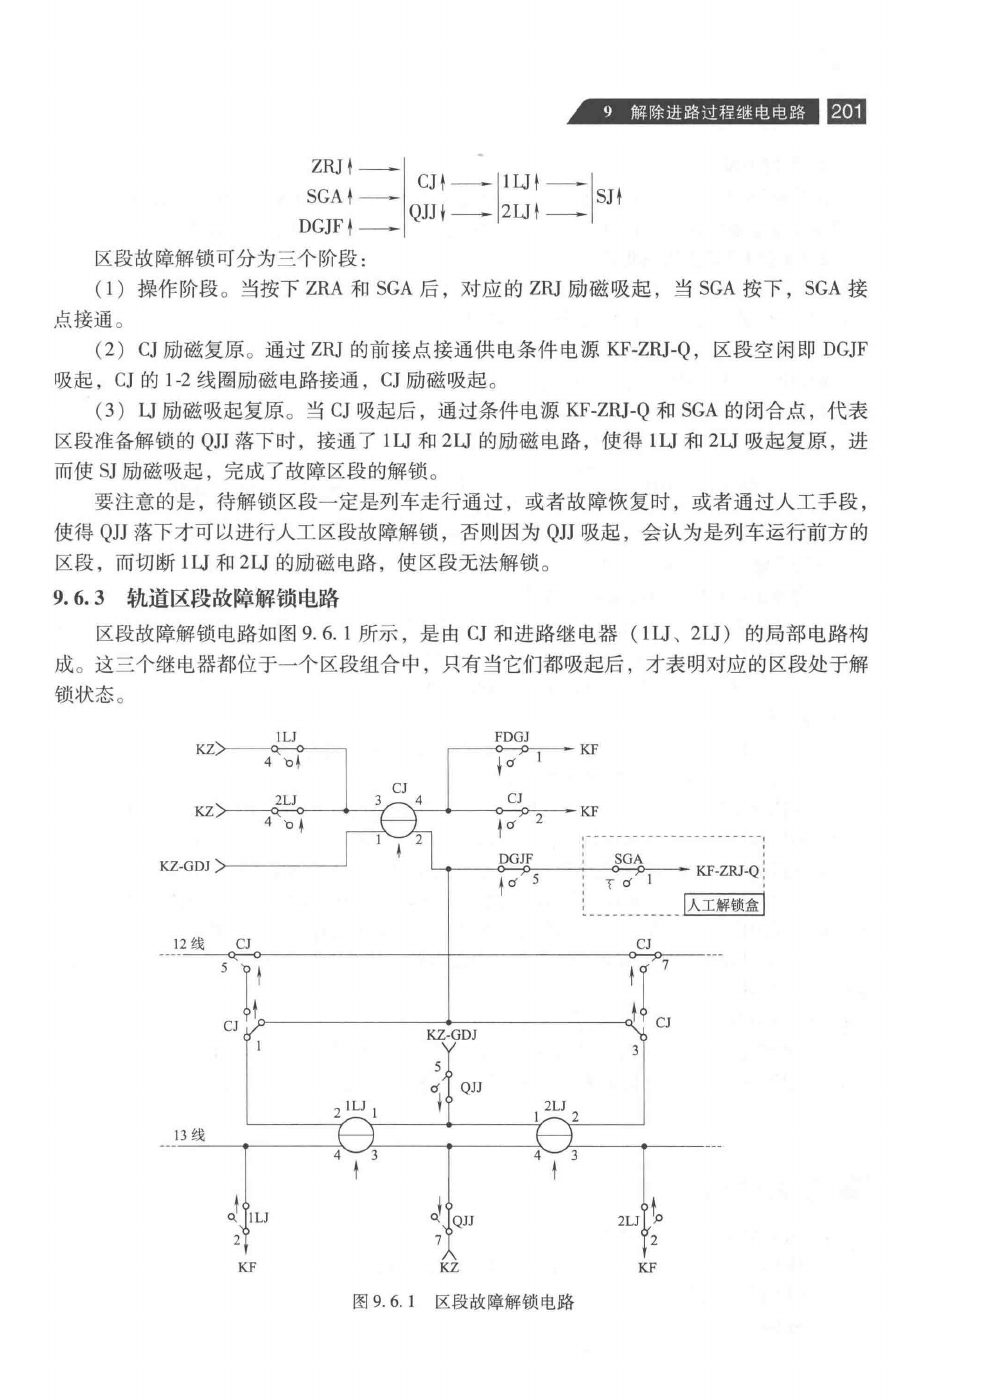 9 解除进路过程继电电路 201
ZRJ↑
SGA↑
DGJF↑
CJ↑
QJJ↓
1LJ↑
2LJ↑
SJ↑
区段故障解锁可分为三个阶段：
（1）操作阶段。当按下 ZRA 和 SGA 后，对应的 ZRJ 励磁吸起，当 SGA 按下，SGA 接
点接通。
（2）CJ 励磁复原。通过 ZRJ 的前接点接通供电条件电源 KF-ZRJ-Q，区段空闲即 DGJF
吸起，CJ 的 1-2 线圈励磁电路接通，CJ 励磁吸起。
（3）LJ 励磁吸起复原。当 CJ 吸起后，通过条件电源 KF-ZRJ-Q 和 SGA 的闭合点，代表
区段准备解锁的 QJJ 落下时，接通了 1LJ 和 2LJ 的励磁电路，使得 1LJ 和 2LJ 吸起复原，进
而使 SJ 励磁吸起，完成了故障区段的解锁。
要注意的是，待解锁区段一定是列车走行通过，或者故障恢复时，或者通过人工手段，
使得 QJJ 落下才可以进行人工区段故障解锁，否则因为 QJJ 吸起，会认为是列车运行前方的
区段，而切断 1LJ 和 2LJ 的励磁电路，使区段无法解锁。
9.6.3 轨道区段故障解锁电路
区段故障解锁电路如图 9.6.1 所示，是由 CJ 和进路继电器（1LJ、2LJ）的局部电路构
成。这三个继电器都位于一个区段组合中，只有当它们都吸起后，才表明对应的区段处于解
锁状态。
1LJ FDGJ
KZ 4 1 KF
CJ
2LJ 3 4 CJ
KZ 4 2 KF
1 2
KZ-GDJ DGJF 5 SGA 1 KF-ZRJ-Q
人工解锁盒
12 线 CJ 5 CJ 7
CJ 1 CJ 3
KZ-GDJ
5 QJJ
2 1LJ 1 1 2LJ 2
13 线
4 3 4 3
1LJ QJJ 2LJ
2 7 2
KF KZ KF
图 9.6.1 区段故障解锁电路